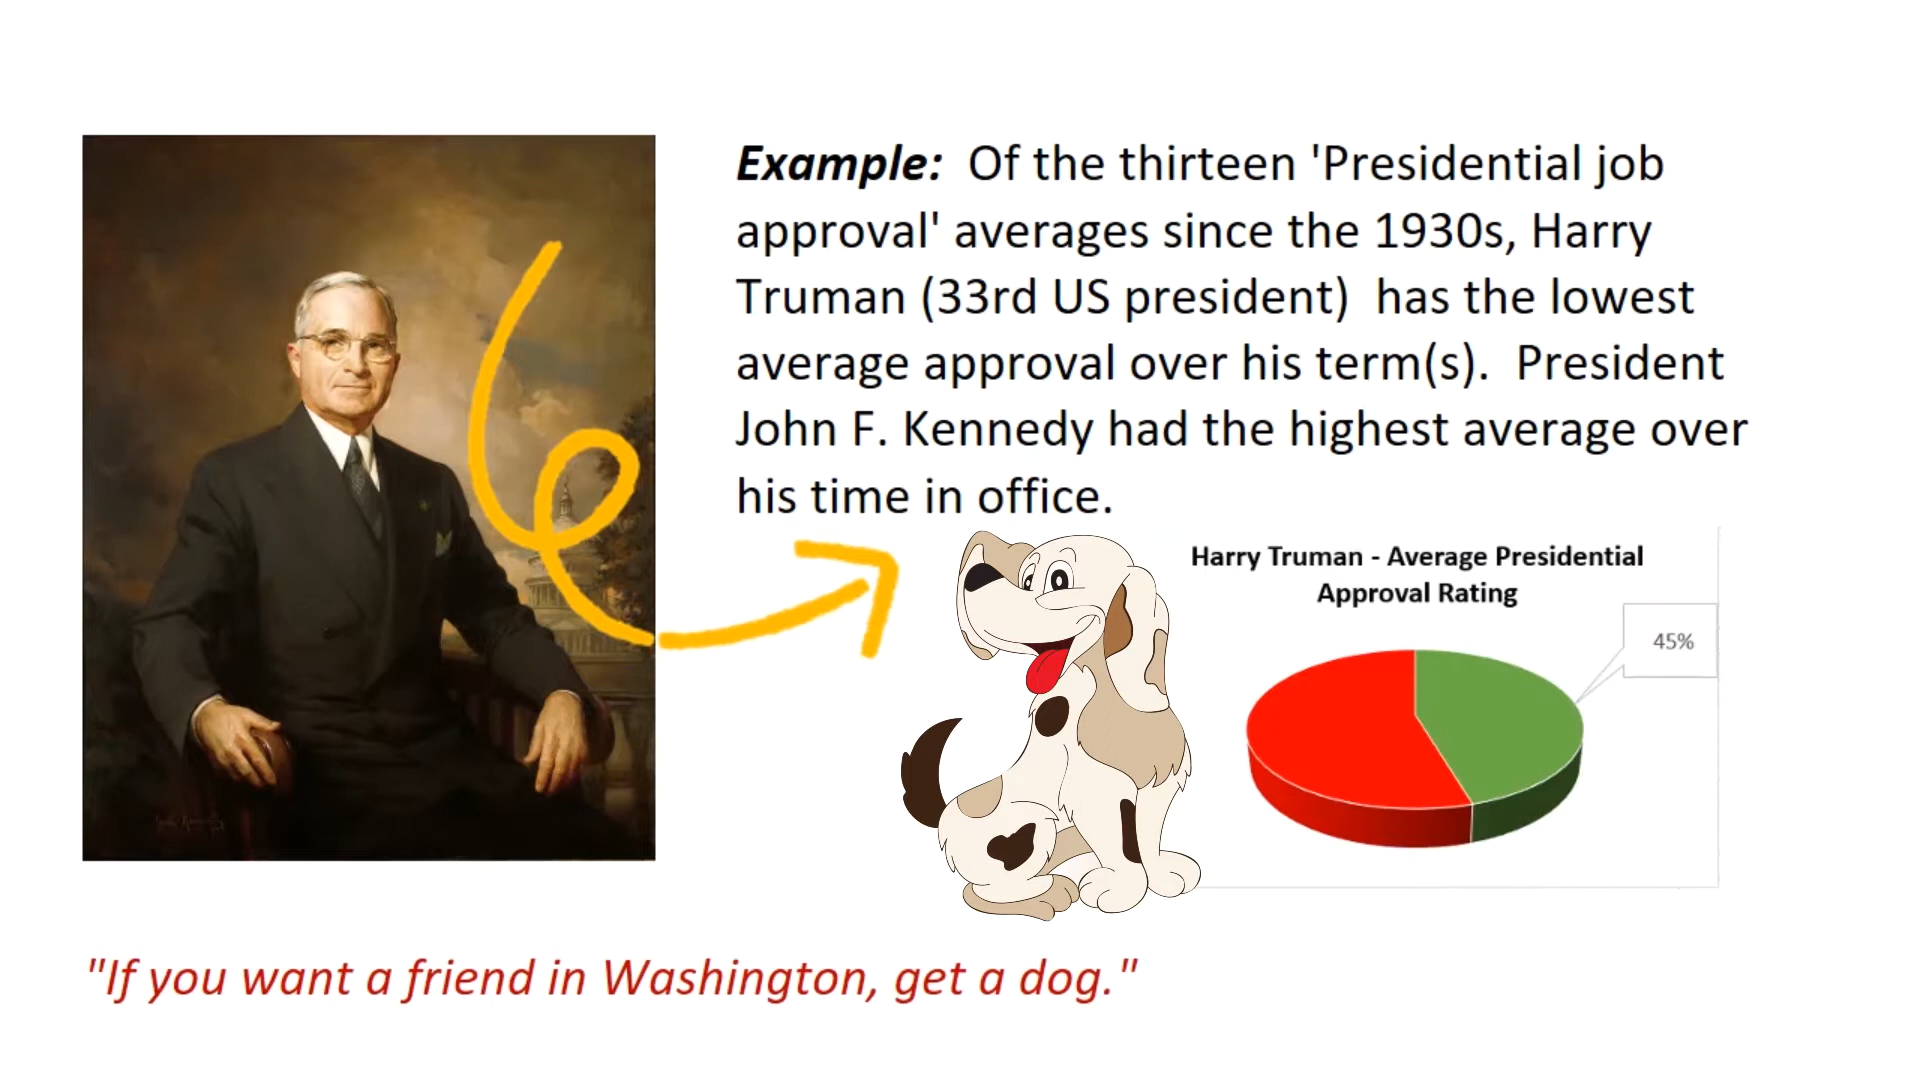 Example:  Of the thirteen 'Presidential job
approval' averages since the 1930s, Harry
Truman (33rd US president)  has the lowest
average approval over his term(s).  President
John F. Kennedy had the highest average over
his time in office.
Harry Truman - Average Presidential
Approval Rating
45%
"If you want a friend in Washington, get a dog."